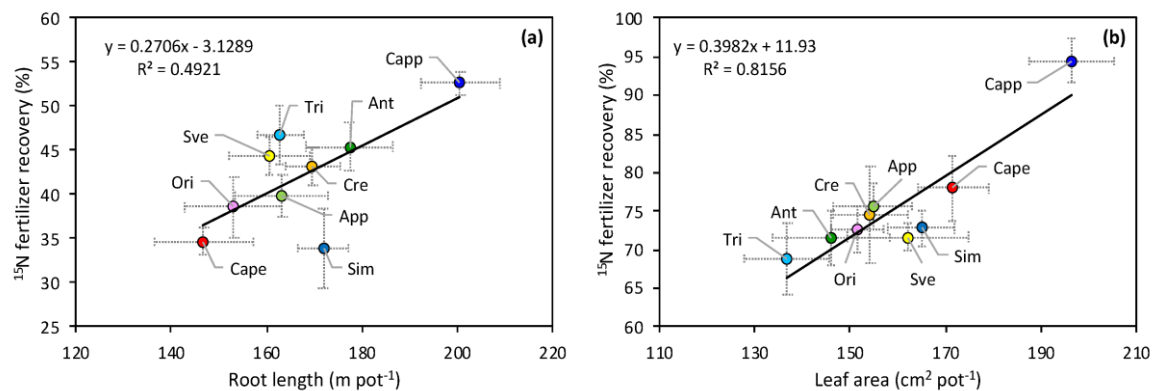 (a)
y = 0.2706x - 3.1289
R² = 0.4921
¹⁵N fertilizer recovery (%)
60
55
50
45
40
35
30
25
Capp
Tri
Ant
Sve
Ori
Cre
App
Cape
Sim
120 140 160 180 200 220
Root length (m pot⁻¹)
(b)
y = 0.3982x + 11.93
R² = 0.8156
¹⁵N fertilizer recovery (%)
100
95
90
85
80
75
70
65
60
Capp
Cre
App
Cape
Ant
Tri
Ori
Sve
Sim
110 130 150 170 190 210
Leaf area (cm² pot⁻¹)